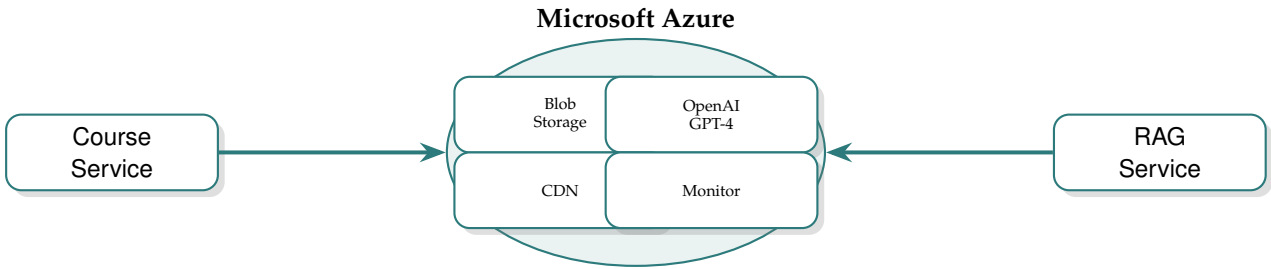 Microsoft Azure
Course
Service
Blob
Storage
OpenAI
GPT-4
CDN
Monitor
RAG
Service